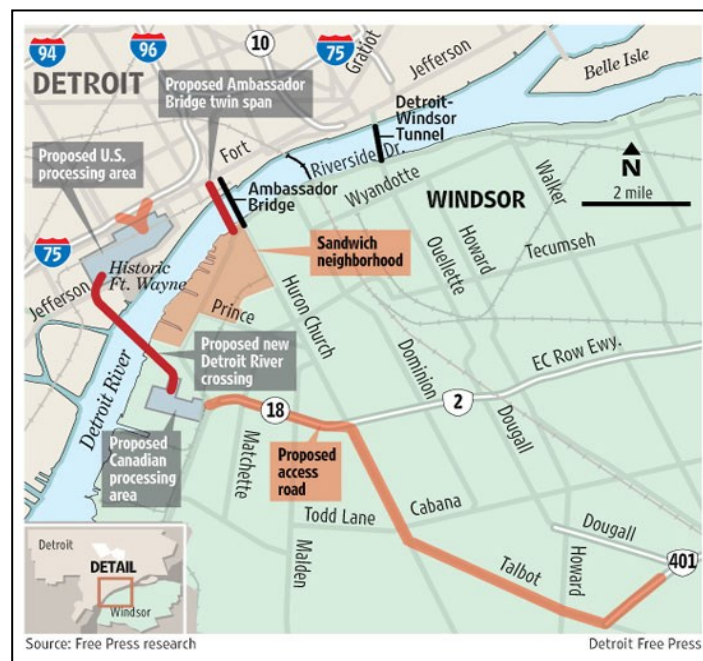 94
96
10
75
DETROIT
Gratiot
Jefferson
Belle Isle
Proposed Ambassador
Bridge twin span
Detroit-
Windsor
Tunnel
Fort
Riverside Dr.
Proposed U.S.
processing area
Ambassador
Bridge
Wyandotte
WINDSOR
Walker
N
2 mile
75
Historic
Ft. Wayne
Jefferson
Sandwich
neighborhood
Howard
Ouellette
Tecumseh
Prince
Huron Church
Detroit River
Proposed new
Detroit River
crossing
Dominion
EC Row Ewy.
2
18
Dougall
Proposed
Canadian
processing
area
Matchette
Proposed
access
road
Cabana
Todd Lane
Malden
Talbot
Howard
Dougall
401
Detroit
DETAIL
Windsor
Source: Free Press research
Detroit Free Press